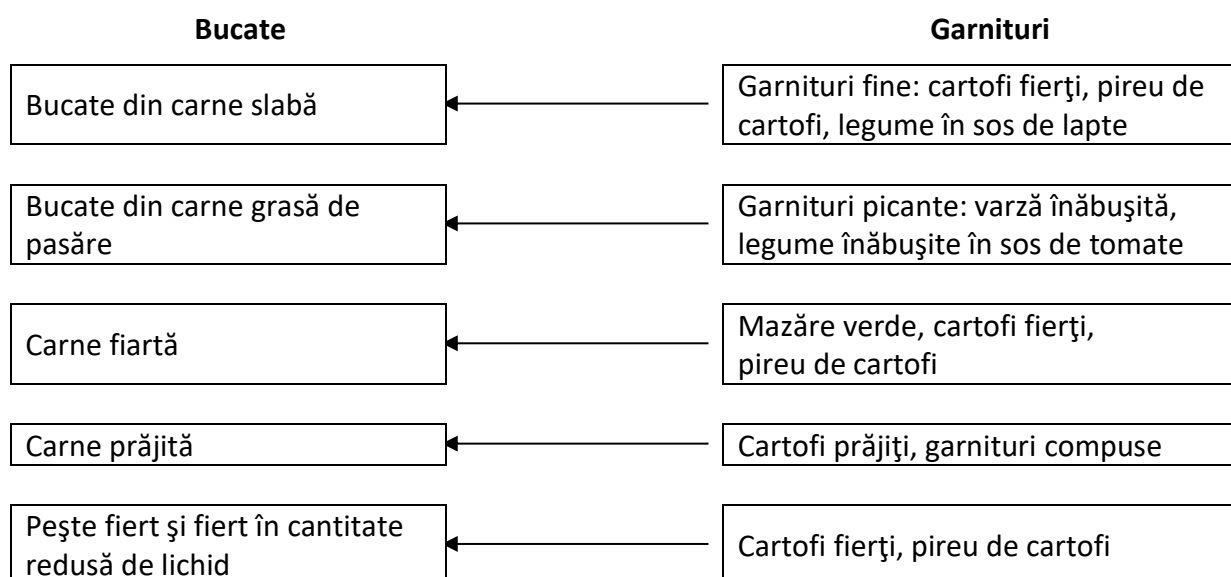 Bucate
Garnituri
Bucate din carne slabă
Garnituri fine: cartofi fierţi, pireu de
cartofi, legume în sos de lapte
Bucate din carne grasă de
pasăre
Garnituri picante: varză înăbuşită,
legume înăbuşite în sos de tomate
Carne fiartă
Mazăre verde, cartofi fierţi,
pireu de cartofi
Carne prăjită
Cartofi prăjiţi, garnituri compuse
Peşte fiert şi fiert în cantitate
redusă de lichid
Cartofi fierţi, pireu de cartofi